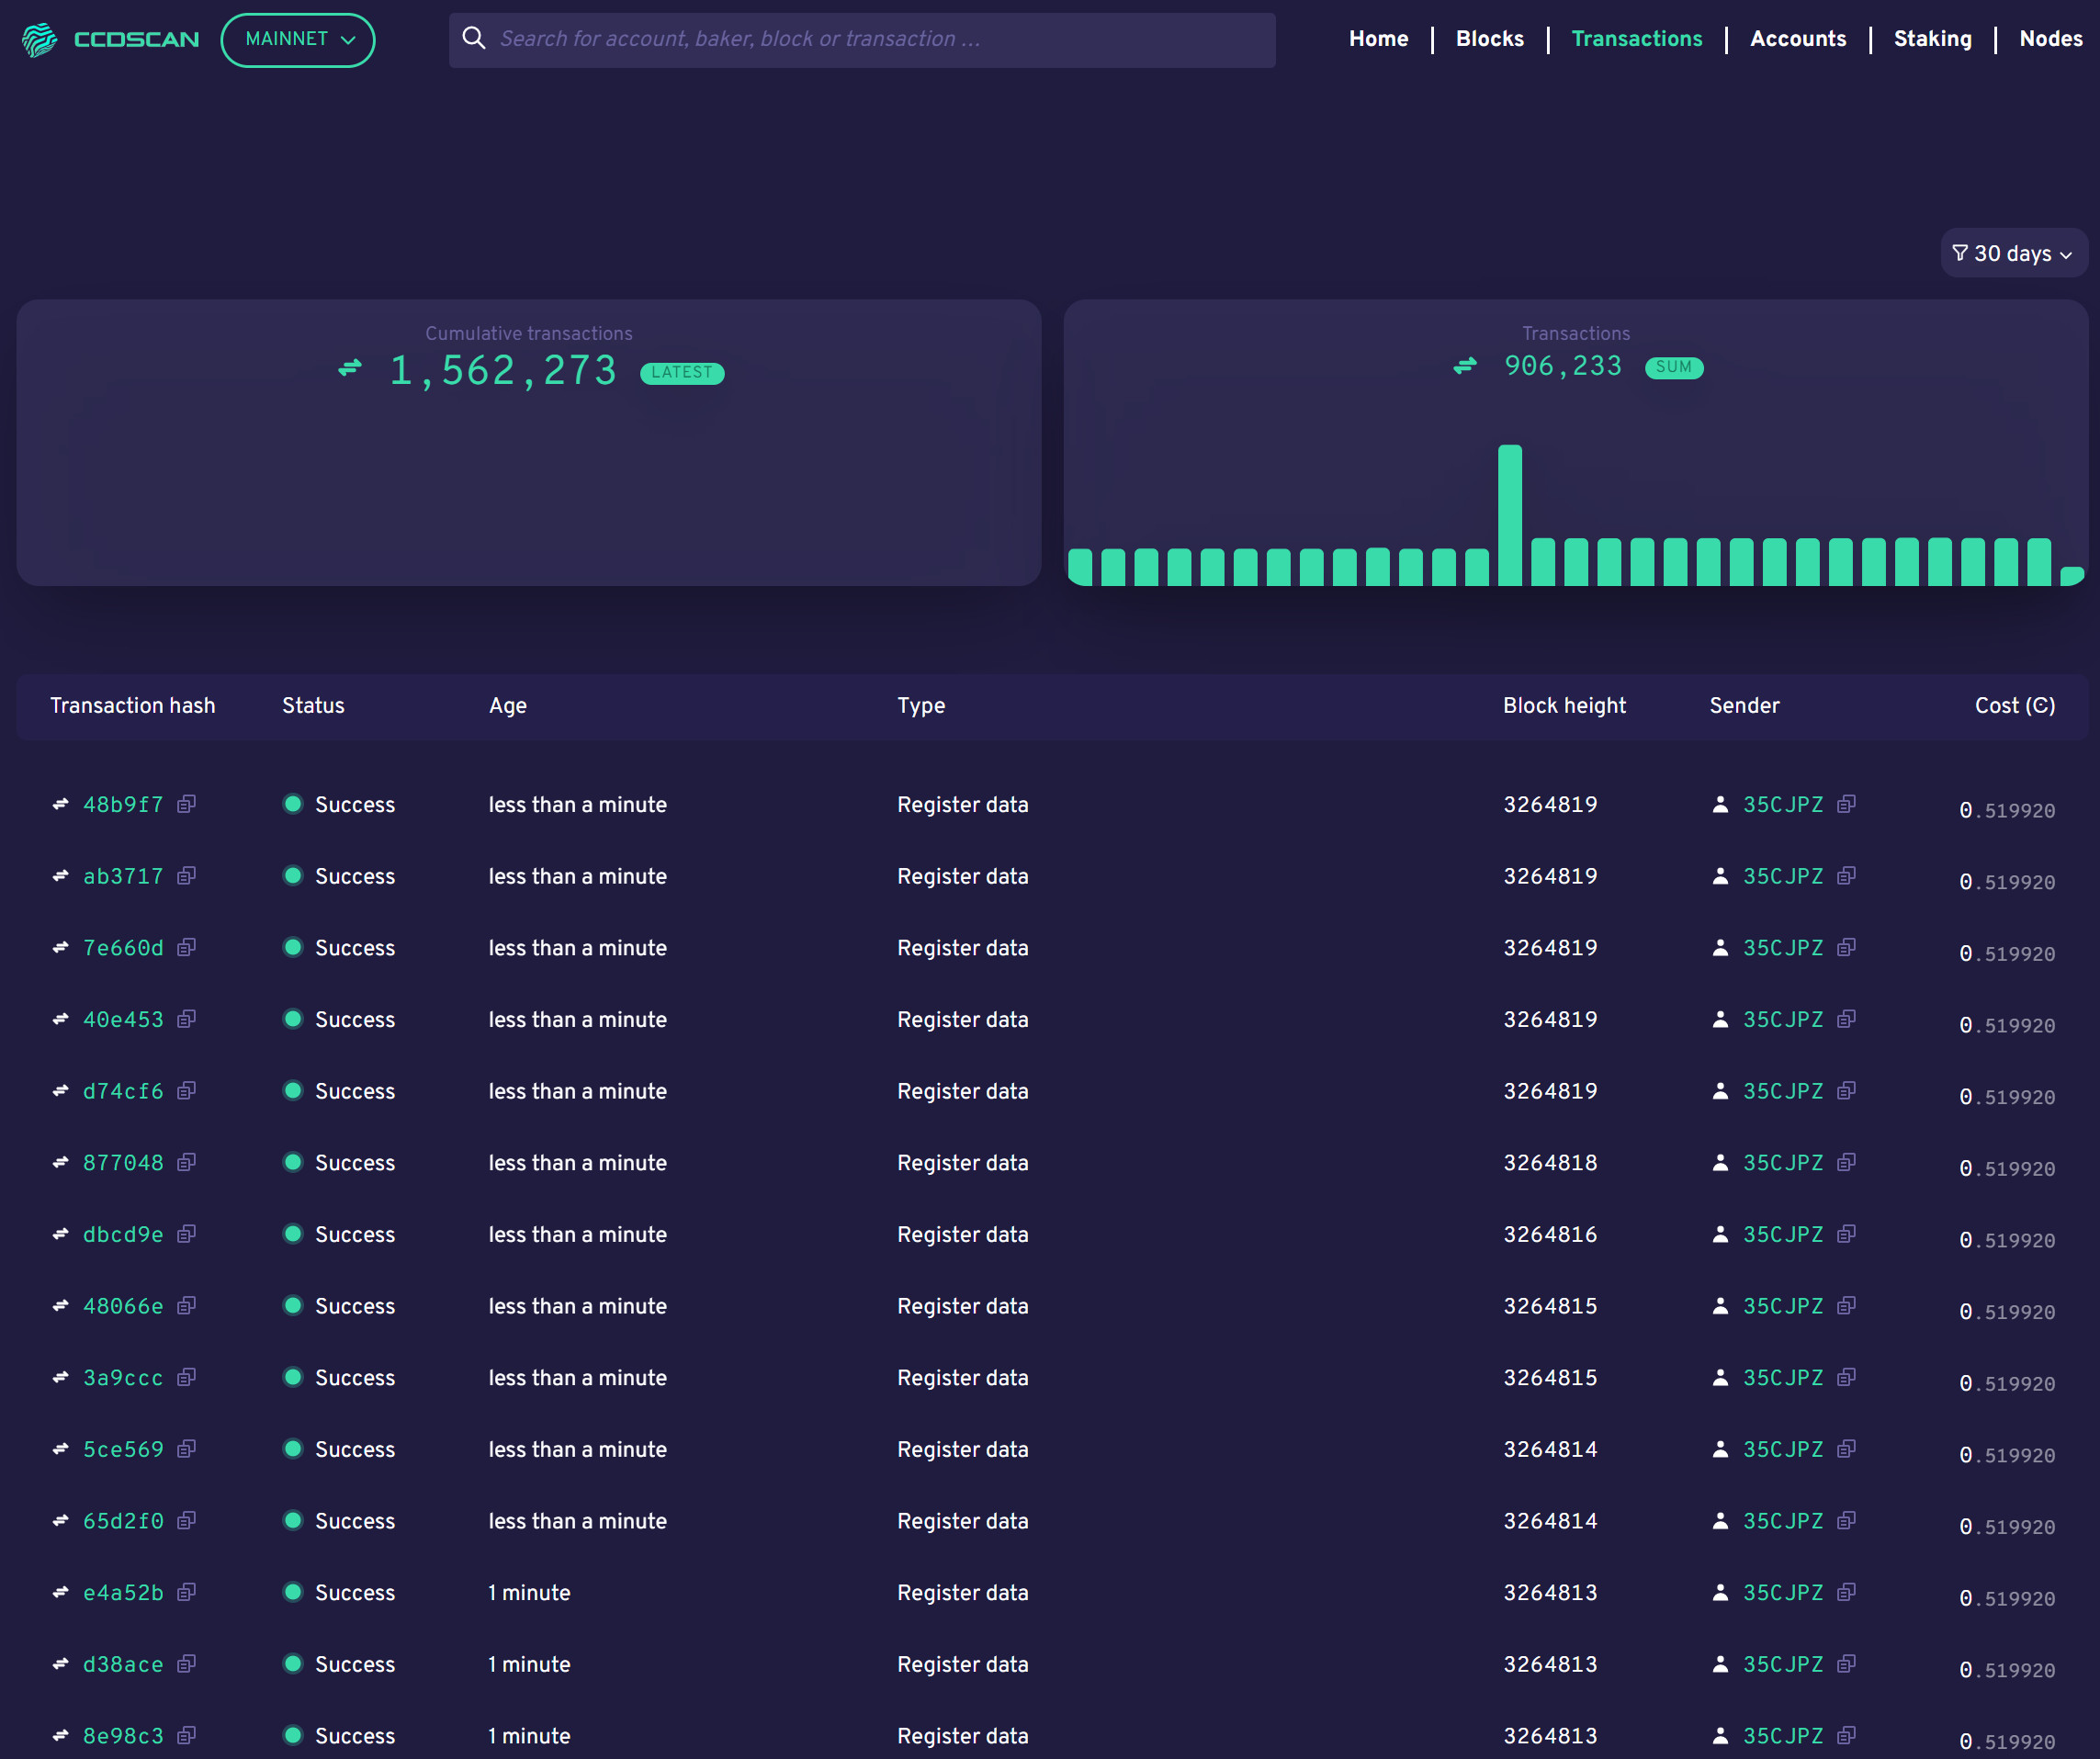 CCDSCAN MAINNET Search for account, baker, block or transaction ... Home Blocks Transactions Accounts Staking Nodes
30 days
Cumulative transactions
1,562,273 LATEST
Transactions
906,233 SUM
Transaction hash Status Age Type Block height Sender Cost (Ͼ)
48b9f7 Success less than a minute Register data 3264819 35CJPZ 0.519920
ab3717 Success less than a minute Register data 3264819 35CJPZ 0.519920
7e660d Success less than a minute Register data 3264819 35CJPZ 0.519920
40e453 Success less than a minute Register data 3264819 35CJPZ 0.519920
d74cf6 Success less than a minute Register data 3264819 35CJPZ 0.519920
877048 Success less than a minute Register data 3264818 35CJPZ 0.519920
dbcd9e Success less than a minute Register data 3264816 35CJPZ 0.519920
48066e Success less than a minute Register data 3264815 35CJPZ 0.519920
3a9ccc Success less than a minute Register data 3264815 35CJPZ 0.519920
5ce569 Success less than a minute Register data 3264814 35CJPZ 0.519920
65d2f0 Success less than a minute Register data 3264814 35CJPZ 0.519920
e4a52b Success 1 minute Register data 3264813 35CJPZ 0.519920
d38ace Success 1 minute Register data 3264813 35CJPZ 0.519920
8e98c3 Success 1 minute Register data 3264813 35CJPZ 0.519920